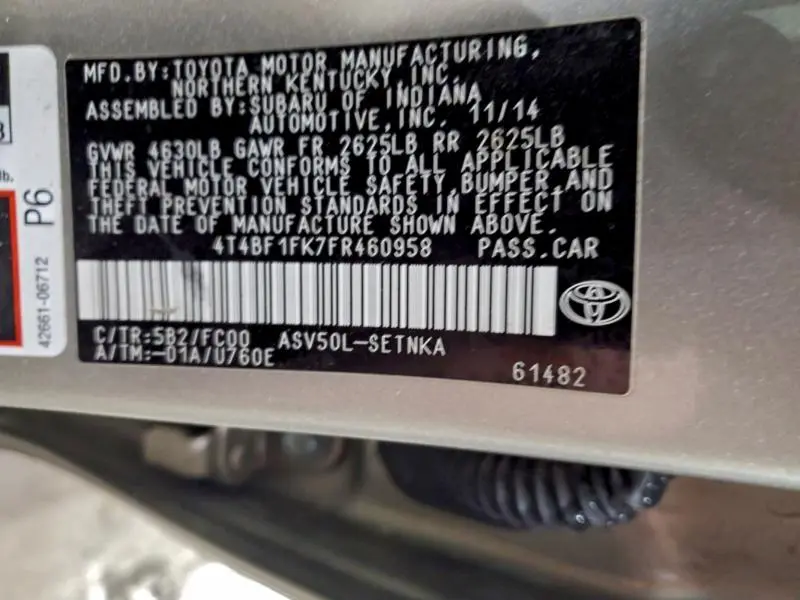 MFD.BY:TOYOTA MOTOR MANUFACTURING,
NORTHERN KENTUCKY,INC.
ASSEMBLED BY:SUBARU OF INDIANA
AUTOMOTIVE,INC. 11/14
GVWR 4630LB GAWR FR 2625LB RR 2625LB
THIS VEHICLE CONFORMS TO ALL APPLICABLE
FEDERAL MOTOR VEHICLE SAFETY,BUMPER,AND
THEFT PREVENTION STANDARDS IN EFFECT ON
THE DATE OF MANUFACTURE SHOWN ABOVE.
4T4BF1FK7FR460958 PASS.CAR
C/TR:5B2/FC00 ASV50L-SETNKA
A/TM:-01A/U760E
61482
lb.
P6
42661-06712